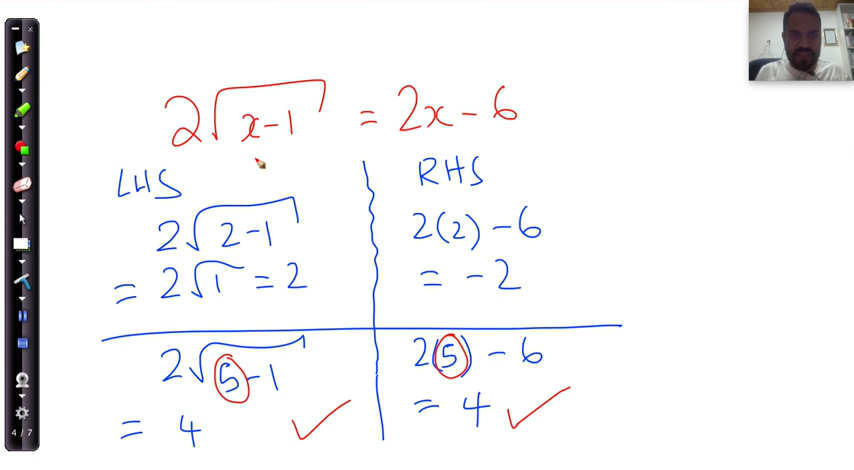 2√(x-1) = 2x-6
LHS
RHS
2√(2-1)
2(2)-6
= 2√1 = 2
= -2
2√(5-1)
2(5)-6
= 4 ✓
= 4 ✓
4 / 7